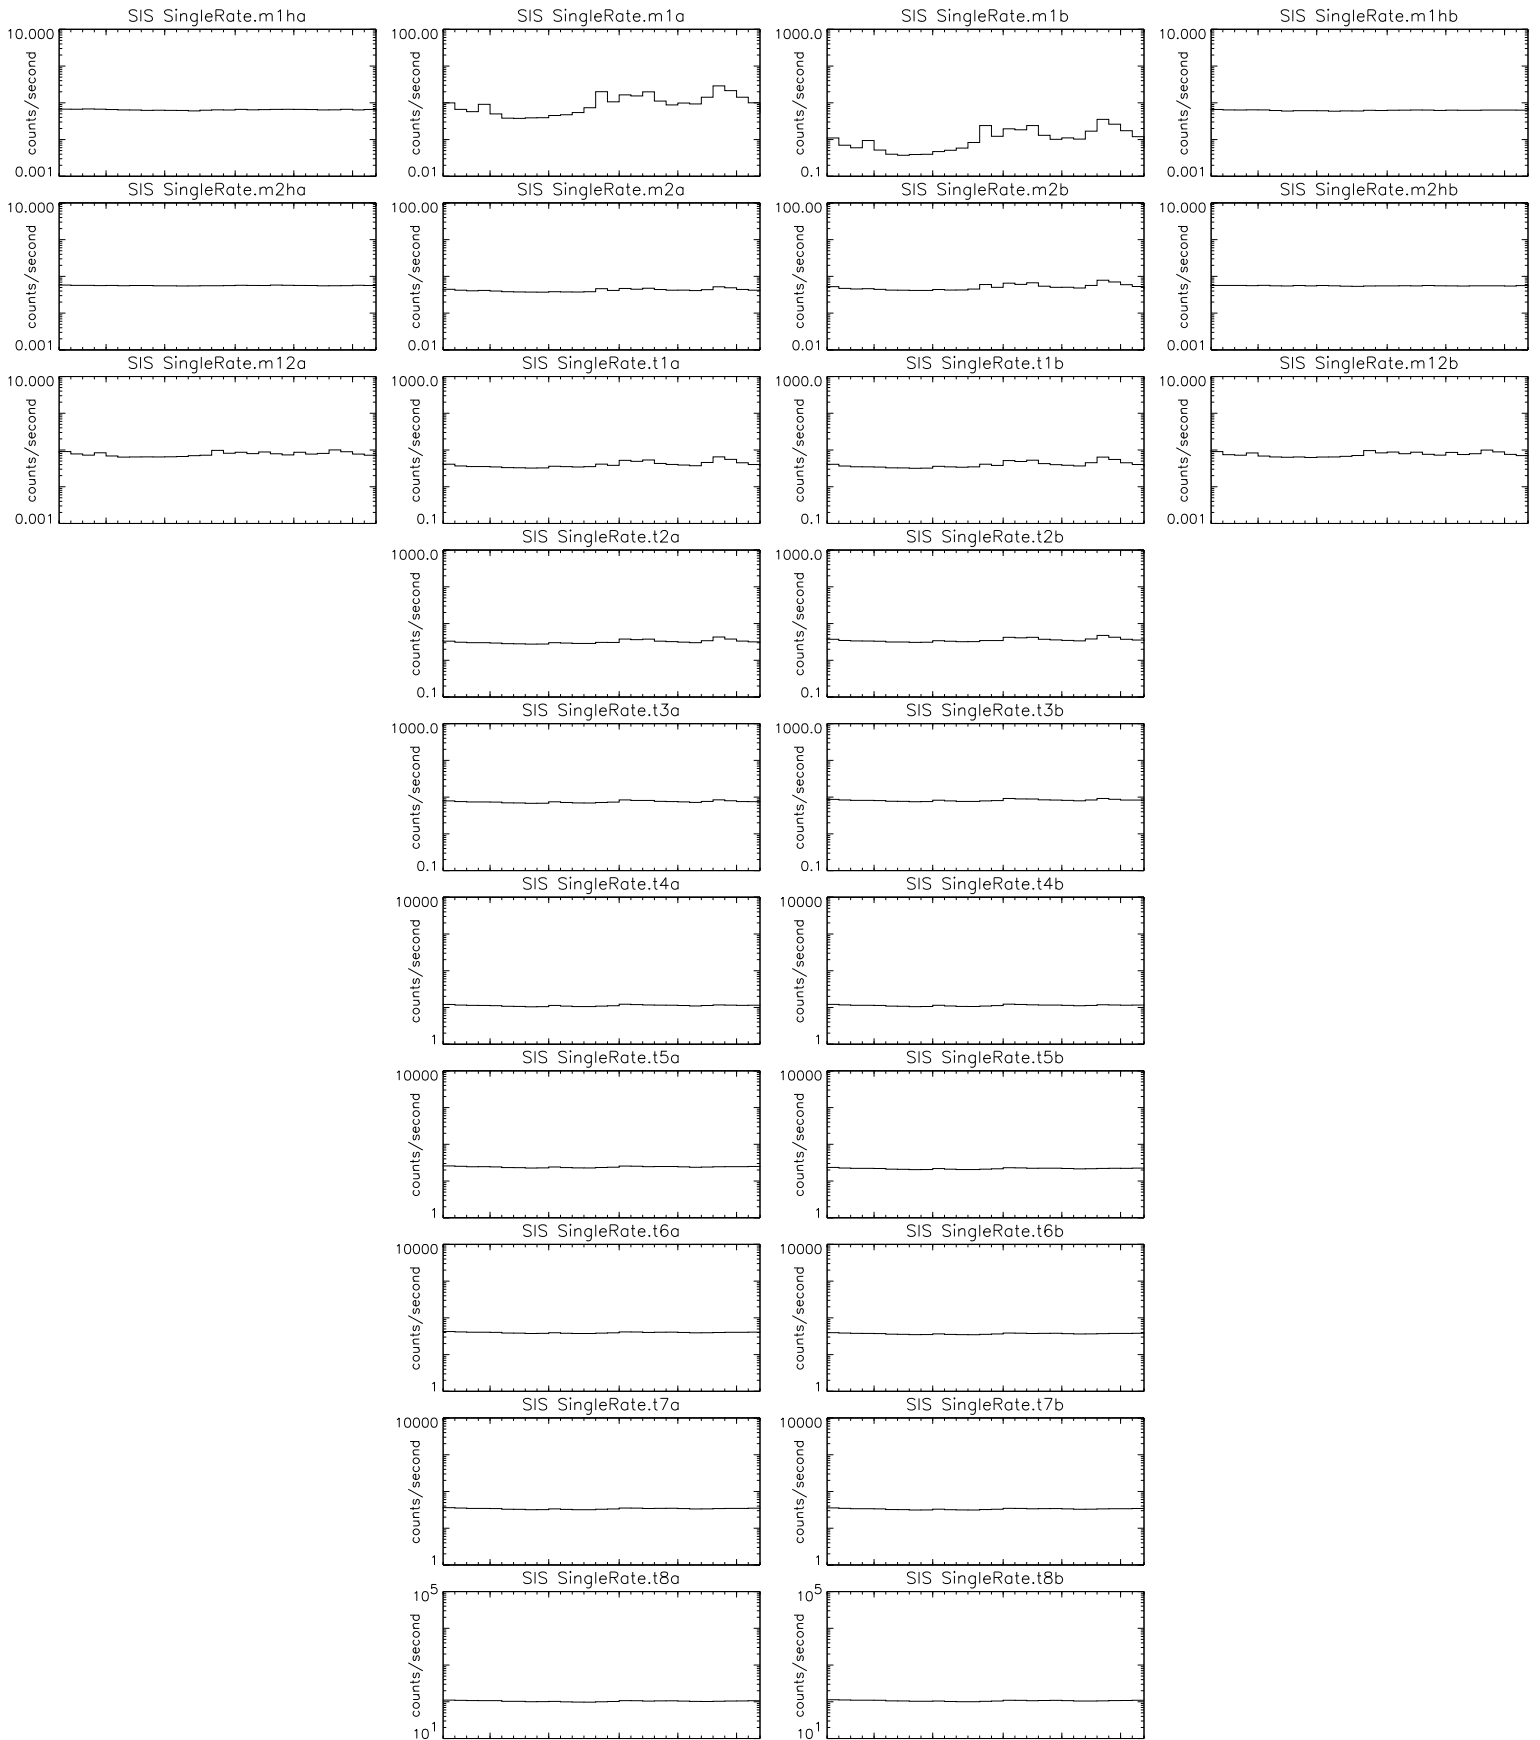 SIS SingleRate.m1ha
10.000
counts/second
0.001
SIS SingleRate.m1a
100.00
counts/second
0.01
SIS SingleRate.m1b
1000.0
counts/second
0.1
SIS SingleRate.m1hb
10.000
counts/second
0.001
SIS SingleRate.m2ha
10.000
counts/second
0.001
SIS SingleRate.m2a
100.00
counts/second
0.01
SIS SingleRate.m2b
100.00
counts/second
0.01
SIS SingleRate.m2hb
10.000
counts/second
0.001
SIS SingleRate.m12a
10.000
counts/second
0.001
SIS SingleRate.t1a
1000.0
counts/second
0.1
SIS SingleRate.t1b
1000.0
counts/second
0.1
SIS SingleRate.m12b
10.000
counts/second
0.001
SIS SingleRate.t2a
1000.0
counts/second
0.1
SIS SingleRate.t2b
1000.0
counts/second
0.1
SIS SingleRate.t3a
1000.0
counts/second
0.1
SIS SingleRate.t3b
1000.0
counts/second
0.1
SIS SingleRate.t4a
10000
counts/second
1
SIS SingleRate.t4b
10000
counts/second
1
SIS SingleRate.t5a
10000
counts/second
1
SIS SingleRate.t5b
10000
counts/second
1
SIS SingleRate.t6a
10000
counts/second
1
SIS SingleRate.t6b
10000
counts/second
1
SIS SingleRate.t7a
10000
counts/second
1
SIS SingleRate.t7b
10000
counts/second
1
SIS SingleRate.t8a
10⁵
counts/second
10¹
SIS SingleRate.t8b
10⁵
counts/second
10¹